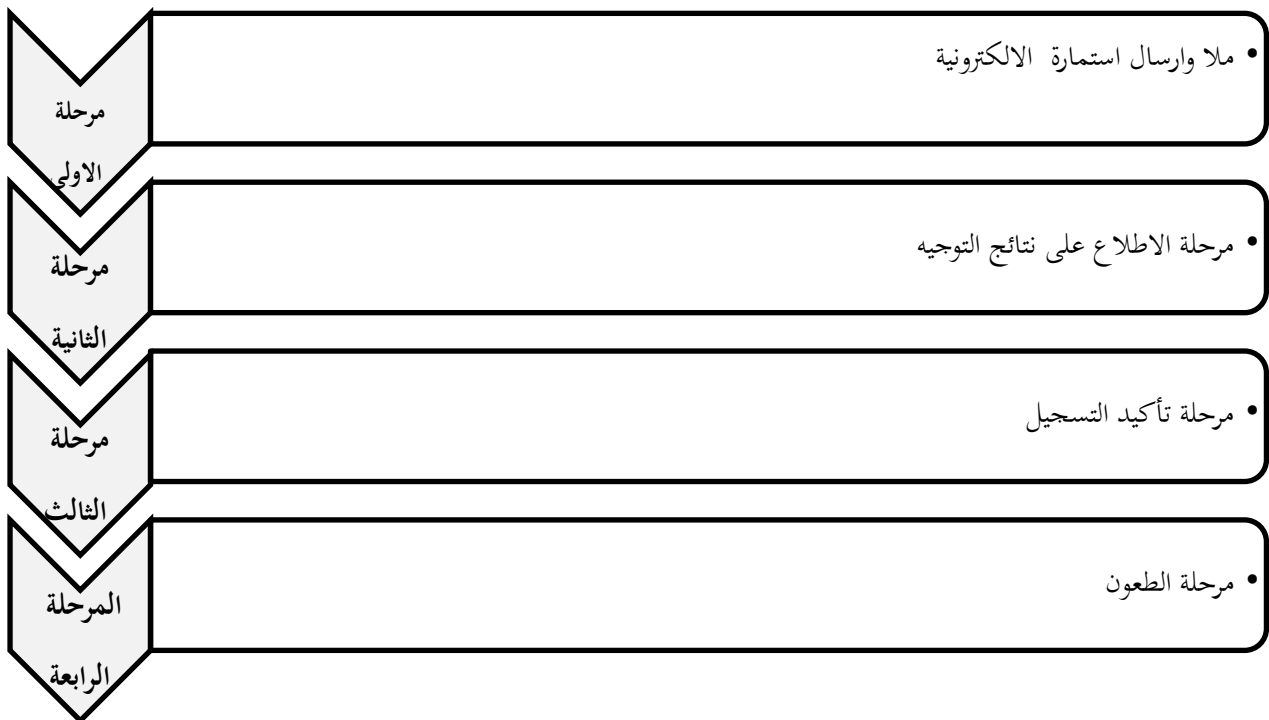 مرحلة
الاولى
ملا وارسال استمارة الالكترونية
مرحلة
الثانية
مرحلة الاطلاع على نتائج التوجيه
مرحلة
الثالث
مرحلة تأكيد التسجيل
المرحلة
الرابعة
مرحلة الطعون